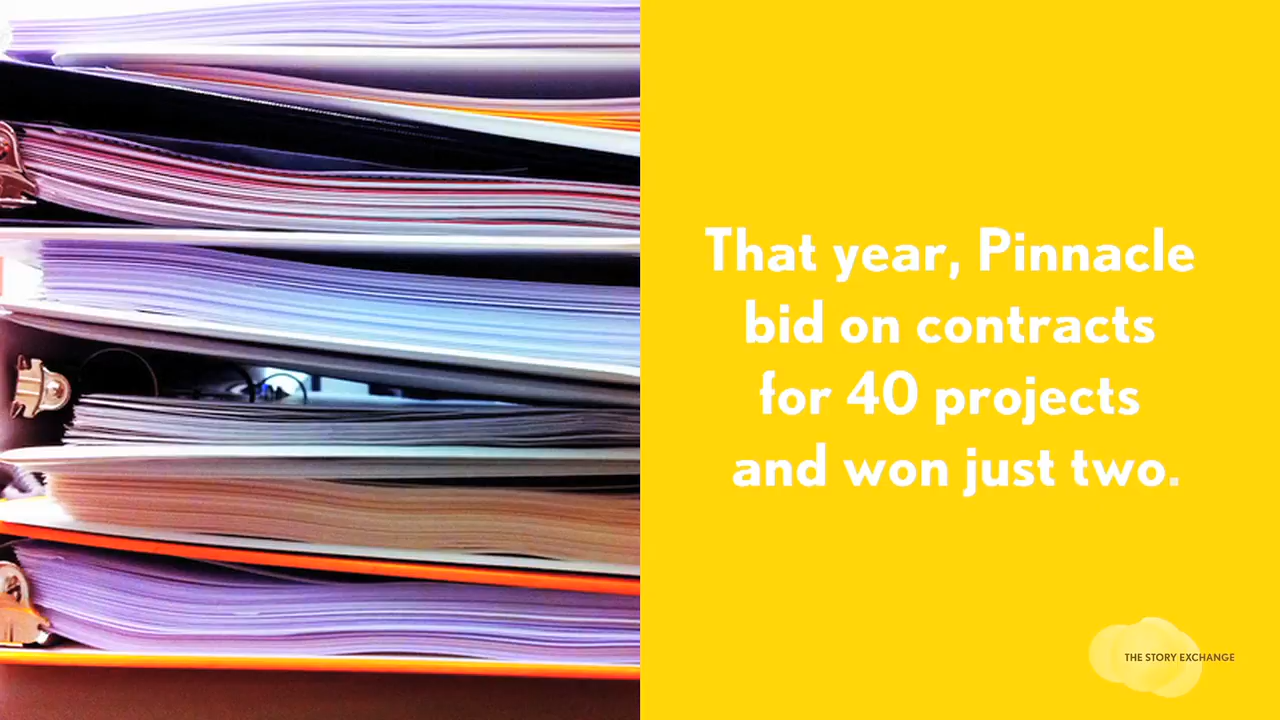 That year, Pinnacle
bid on contracts
for 40 projects
and won just two.
THE STORY EXCHANGE